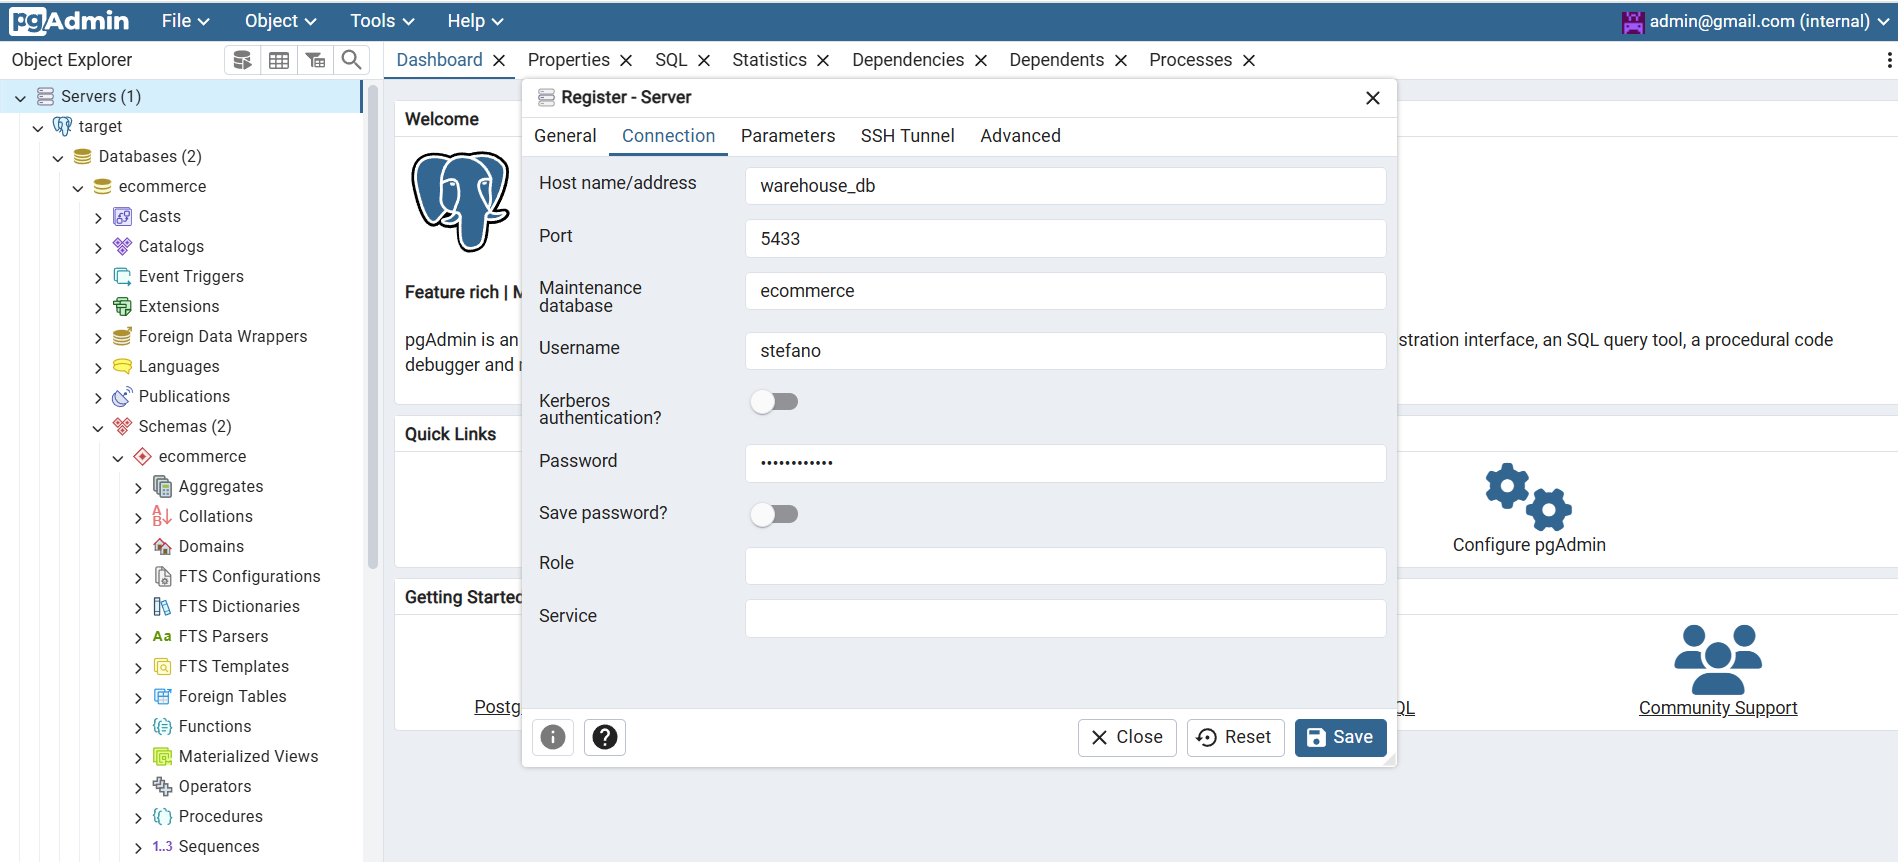 pgAdmin File Object Tools Help admin@gmail.com (internal)
Object Explorer
Dashboard Properties SQL Statistics Dependencies Dependents Processes
Servers (1)
target
Databases (2)
ecommerce
Casts
Catalogs
Event Triggers
Extensions
Foreign Data Wrappers
Languages
Publications
Schemas (2)
ecommerce
Aggregates
Collations
Domains
FTS Configurations
FTS Dictionaries
Aa FTS Parsers
FTS Templates
Foreign Tables
Functions
Materialized Views
Operators
Procedures
1..3 Sequences
Welcome
Feature rich |
pgAdmin is an
debugger and
stration interface, an SQL query tool, a procedural code
Quick Links
Configure pgAdmin
Getting Started
Postg
QL
Community Support
Register - Server
General Connection Parameters SSH Tunnel Advanced
Host name/address warehouse_db
Port 5433
Maintenance
database
ecommerce
Username stefano
Kerberos
authentication?
Password ••••••••••••
Save password?
Role
Service
Close Reset Save